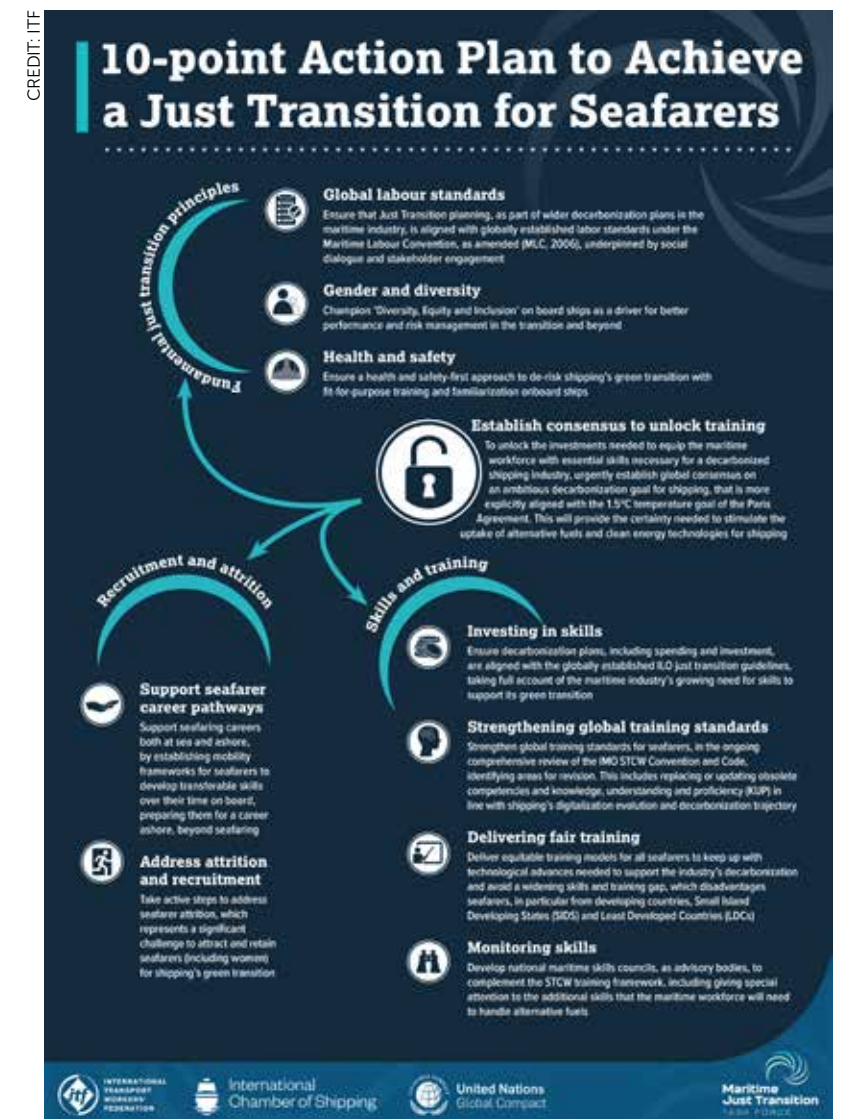 CREDIT: ITF
10-point Action Plan to Achieve
a Just Transition for Seafarers
Fundamental just transition principles
Global labour standards
Ensure that Just Transition planning, as part of wider decarbonization plans in the
maritime industry, is aligned with globally established labor standards under the
Maritime Labour Convention, as amended (MLC, 2006), underpinned by social
dialogue and stakeholder engagement
Gender and diversity
Champion 'Diversity, Equity and Inclusion' on board ships as a driver for better
performance and risk management in the transition and beyond
Health and safety
Ensure a health and safety-first approach to de-risk shipping's green transition with
fit-for-purpose training and familiarization onboard ships
Establish consensus to unlock training
To unlock the investments needed to equip the maritime
workforce with essential skills necessary for a decarbonized
shipping industry, urgently establish global consensus on
an ambitious decarbonization goal for shipping, that is more
explicitly aligned with the 1.5°C temperature goal of the Paris
Agreement. This will provide the certainty needed to stimulate the
uptake of alternative fuels and clean energy technologies for shipping
Recruitment and attrition
Support seafarer
career pathways
Support seafaring careers
both at sea and ashore,
by establishing mobility
frameworks for seafarers to
develop transferable skills
over their time on board,
preparing them for a career
ashore, beyond seafaring
Address attrition
and recruitment
Take active steps to address
seafarer attrition, which
represents a significant
challenge to attract and retain
seafarers (including women)
for shipping's green transition
Skills and training
Investing in skills
Ensure decarbonization plans, including spending and investment,
are aligned with the globally established ILO just transition guidelines,
taking full account of the maritime industry's growing need for skills to
support its green transition
Strengthening global training standards
Strengthen global training standards for seafarers, in the ongoing
comprehensive review of the IMO STCW Convention and Code,
identifying areas for revision. This includes replacing or updating obsolete
competencies and knowledge, understanding and proficiency (KUP) in
line with shipping's digitalization evolution and decarbonization trajectory
Delivering fair training
Deliver equitable training models for all seafarers to keep up with
technological advances needed to support the industry's decarbonization
and avoid a widening skills and training gap, which disadvantages
seafarers, in particular from developing countries, Small Island
Developing States (SIDS) and Least Developed Countries (LDCs)
Monitoring skills
Develop national maritime skills councils, as advisory bodies, to
complement the STCW training framework, including giving special
attention to the additional skills that the maritime workforce will need
to handle alternative fuels
itf
INTERNATIONAL
TRANSPORT
WORKERS'
FEDERATION
International
Chamber of Shipping
United Nations
Global Compact
Maritime
Just Transition
TASK FORCE